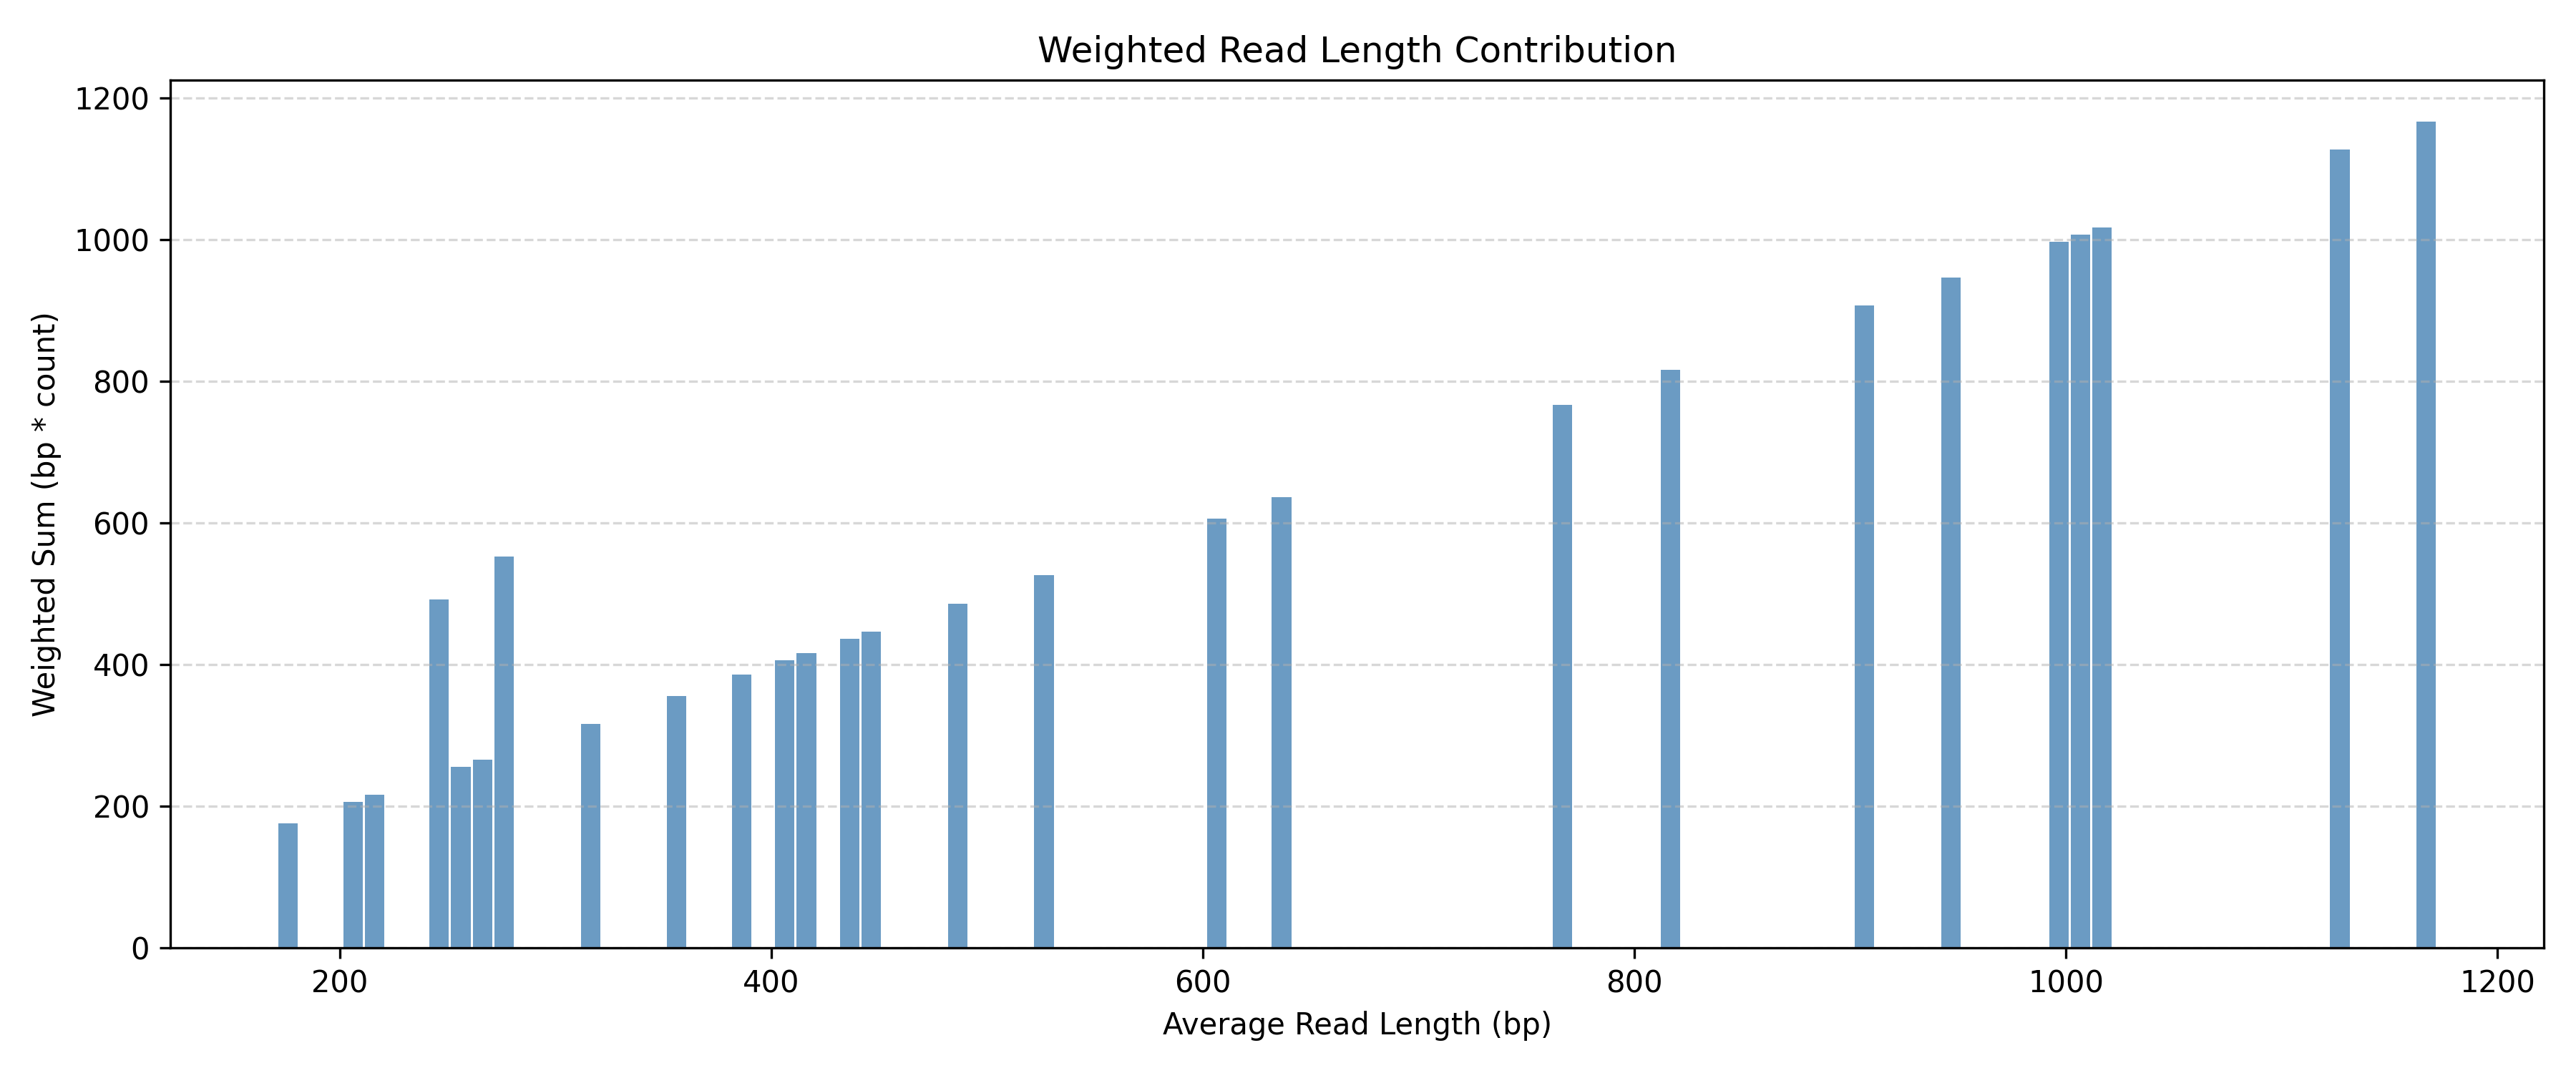 Weighted Read Length Contribution
1200
1000
800
600
400
200
0
Weighted Sum (bp * count)
200 400 600 800 1000 1200
Average Read Length (bp)